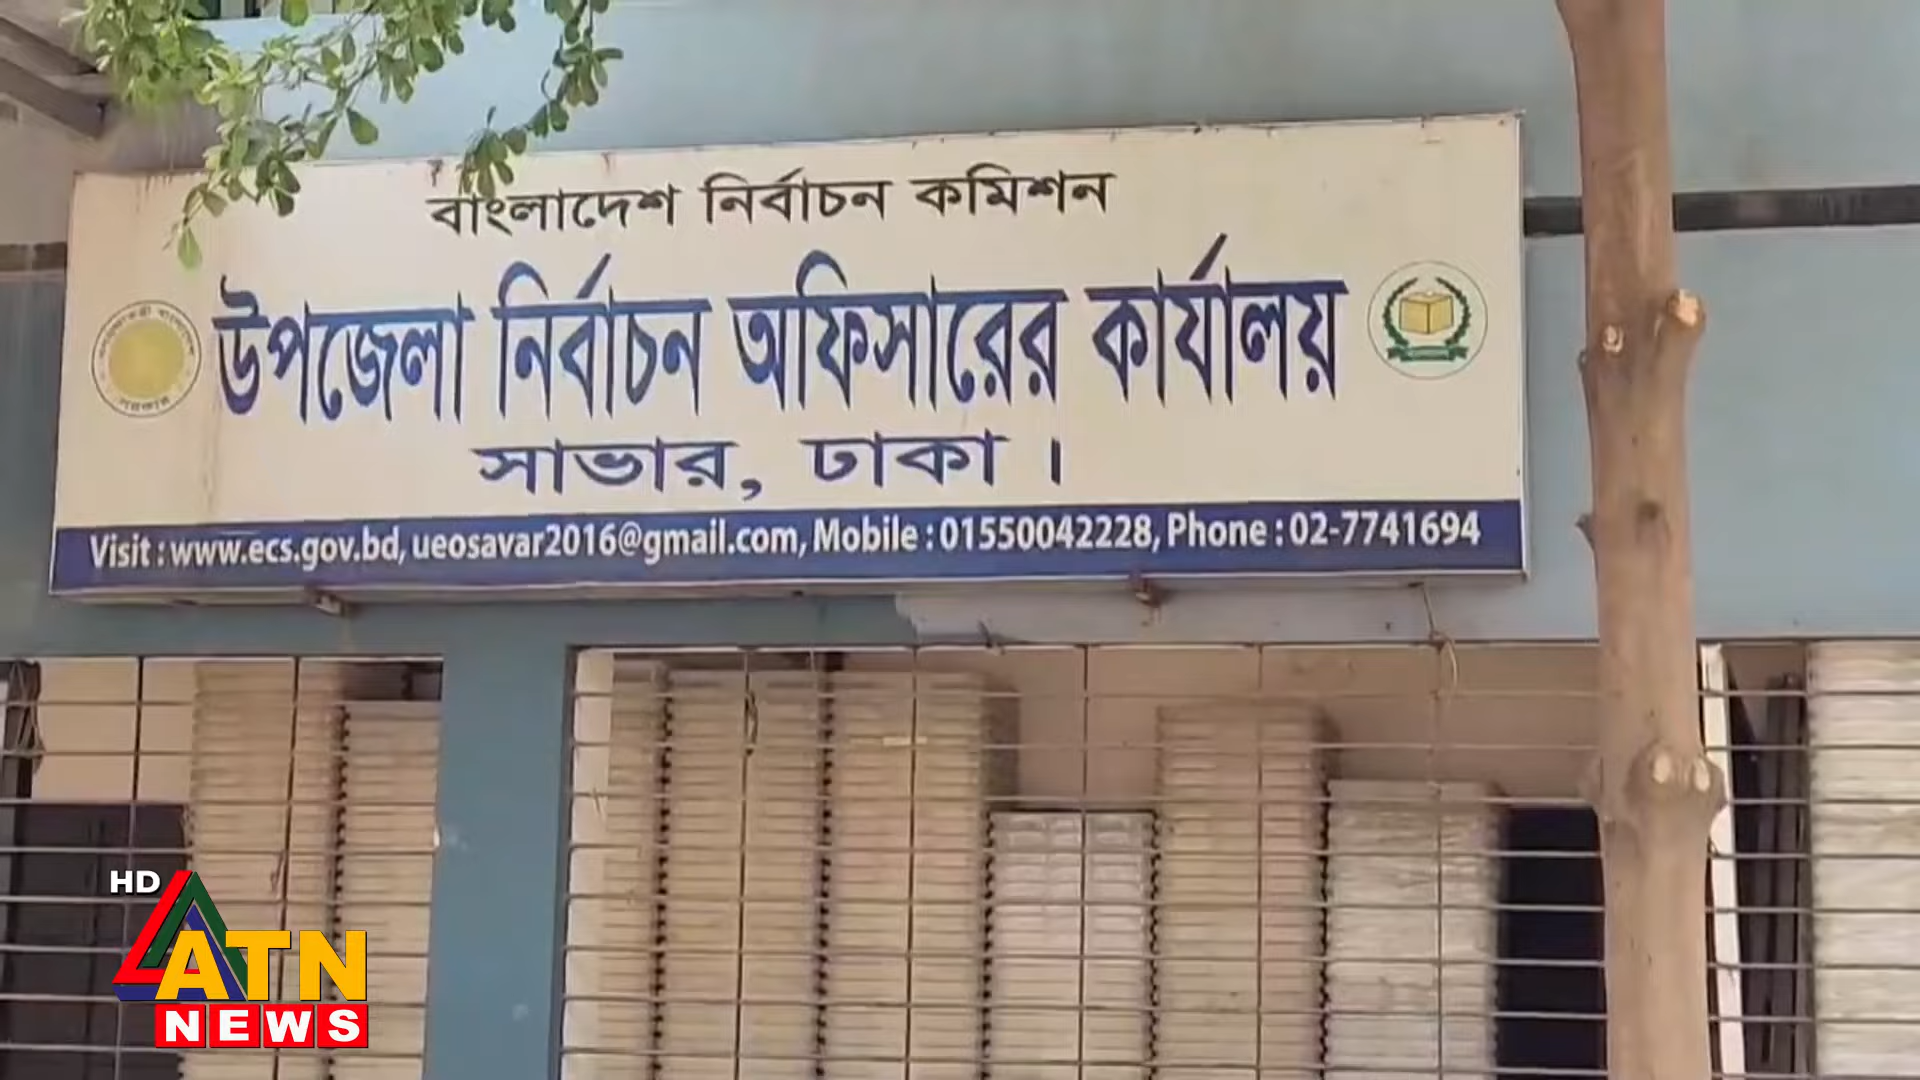 বাংলাদেশ নির্বাচন কমিশন
উপজেলা নির্বাচন অফিসারের কার্যালয়
সাভার, ঢাকা।
Visit : www.ecs.gov.bd, ueosavar2016@gmail.com, Mobile : 01550042228, Phone : 02-7741694
HD
ATN
NEWS